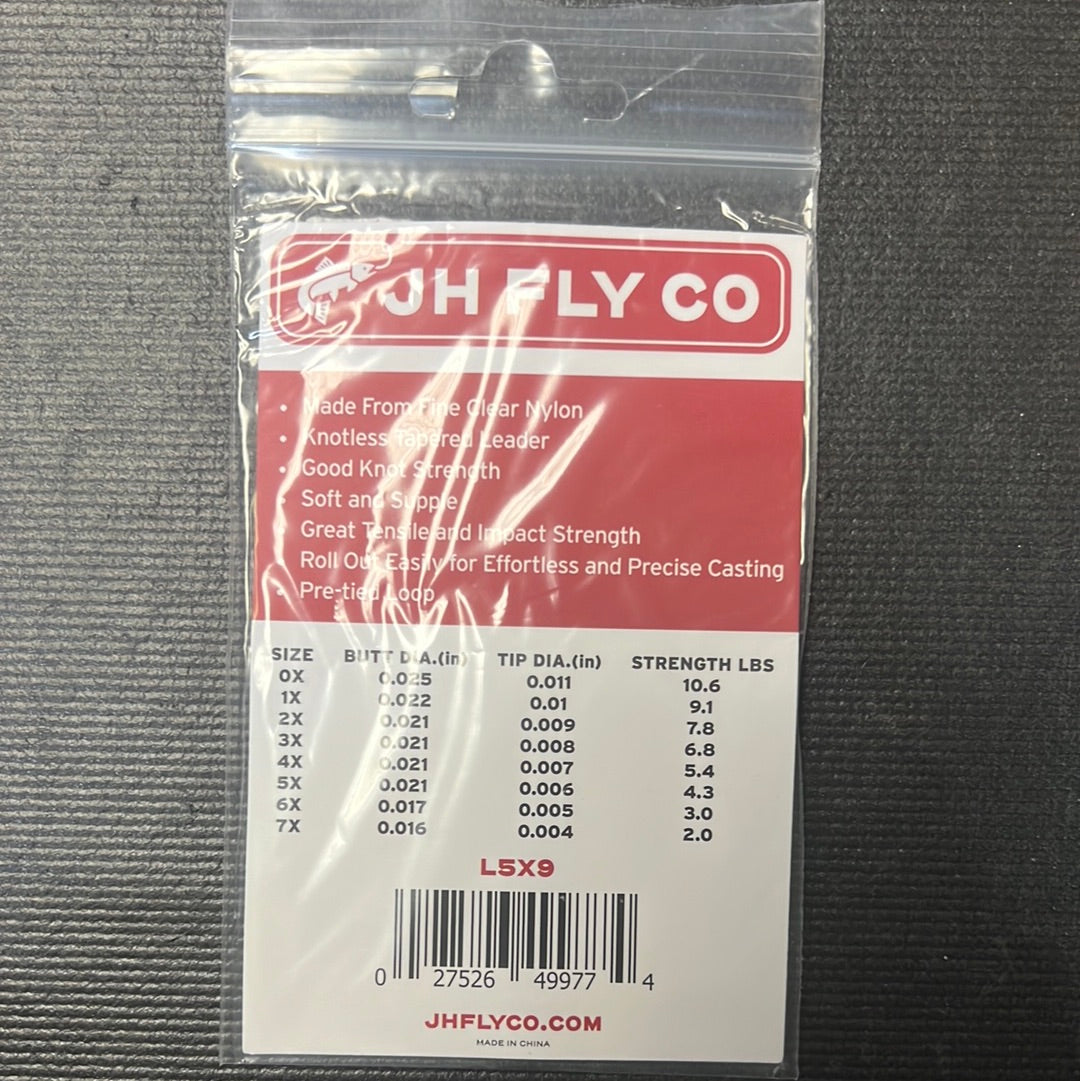 JH FLY CO
• Made From Fine Clear Nylon
• Knotless Tapered Leader
• Good Knot Strength
• Soft and Supple
• Great Tensile and Impact Strength
Roll Out Easily for Effortless and Precise Casting
• Pre-tied Loop
SIZE BUTT DIA.(in) TIP DIA.(in) STRENGTH LBS
0X 0.025 0.011 10.6
1X 0.022 0.01 9.1
2X 0.021 0.009 7.8
3X 0.021 0.008 6.8
4X 0.021 0.007 5.4
5X 0.021 0.006 4.3
6X 0.017 0.005 3.0
7X 0.016 0.004 2.0
L5X9
0 27526 49977 4
JHFLYCO.COM
MADE IN CHINA